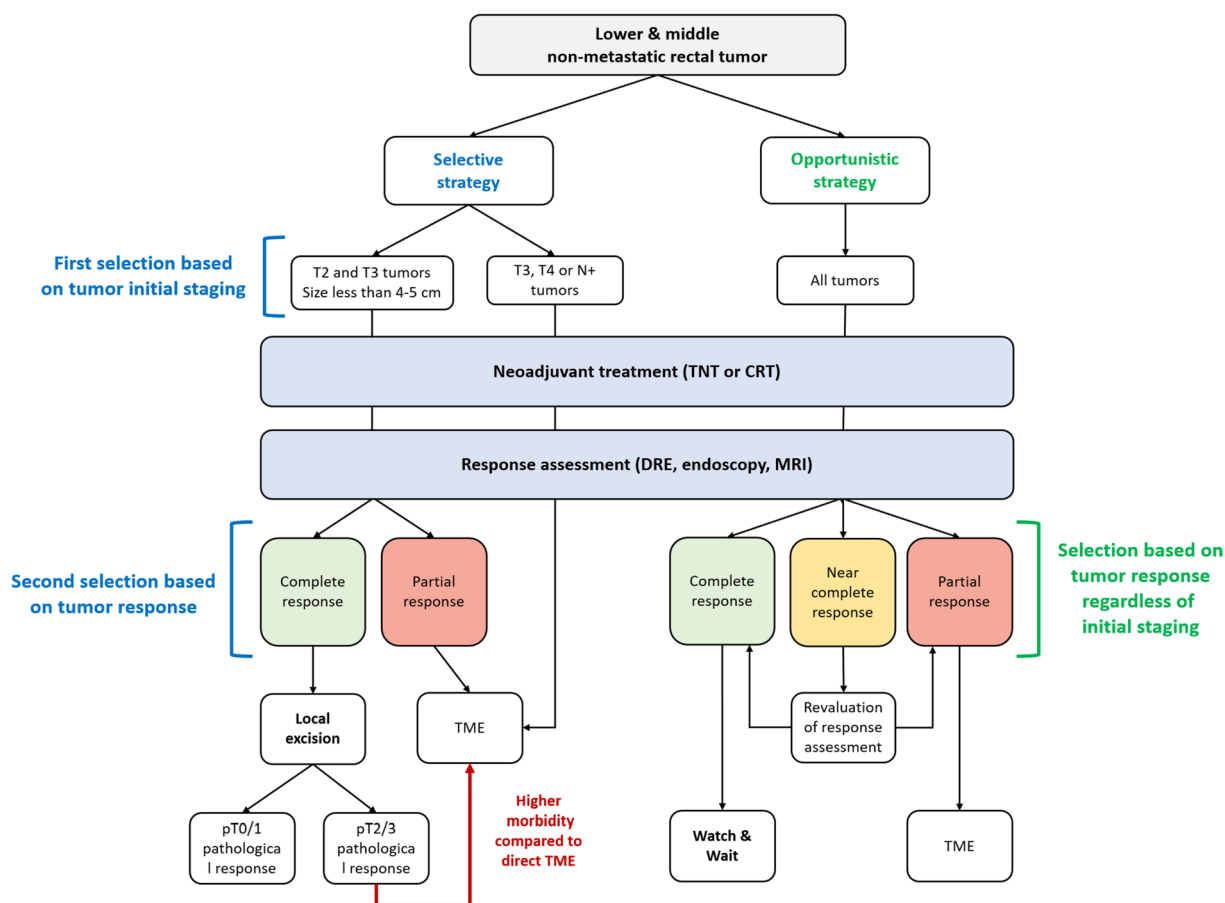 Lower & middle
non-metastatic rectal tumor
Selective
strategy
Opportunistic
strategy
First selection based
on tumor initial staging
T2 and T3 tumors
Size less than 4-5 cm
T3, T4 or N+
tumors
All tumors
Neoadjuvant treatment (TNT or CRT)
Response assessment (DRE, endoscopy, MRI)
Second selection based
on tumor response
Complete
response
Partial
response
Complete
response
Near
complete
response
Partial
response
Selection based on
tumor response
regardless of
initial staging
Local
excision
TME
Revaluation
of response
assessment
pT0/1
pathologica
l response
pT2/3
pathologica
l response
Higher
morbidity
compared to
direct TME
Watch &
Wait
TME